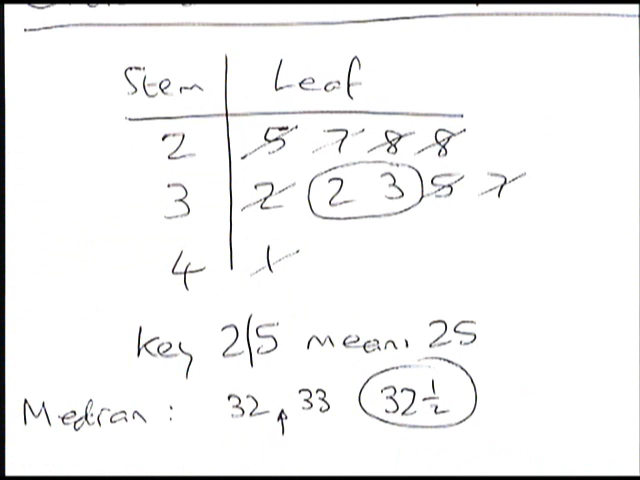 Stem Leaf
2 5 7 8 8
3 2 2 3 5 7
4 1
Key 2|5 means 25
Median: 32 ↑ 33 32½